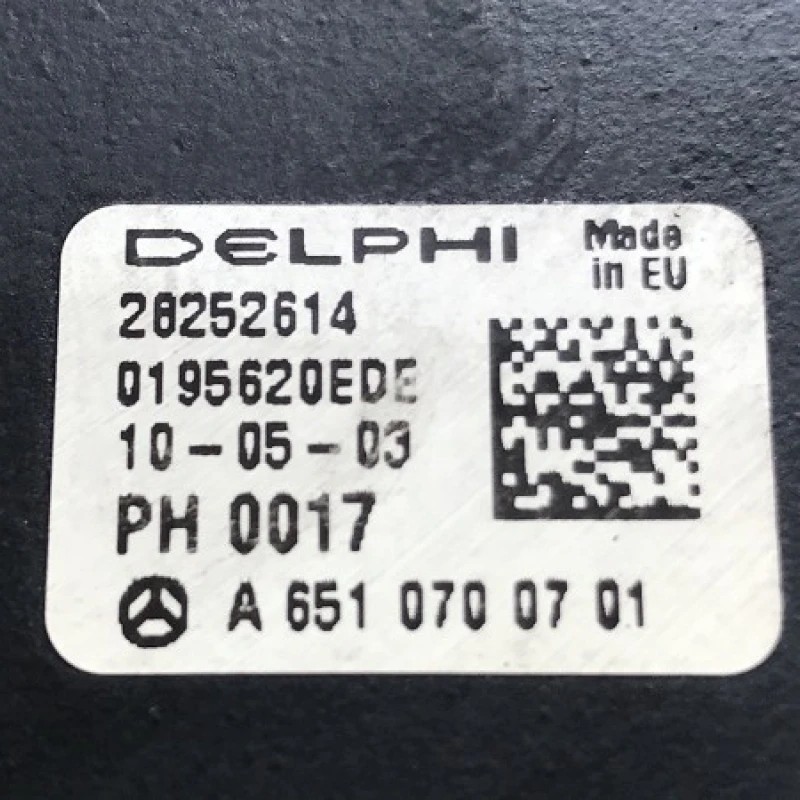 DELPHI
Made
in EU
28252614
0195620EDE
10-05-03
PH 0017
A 651 070 07 01